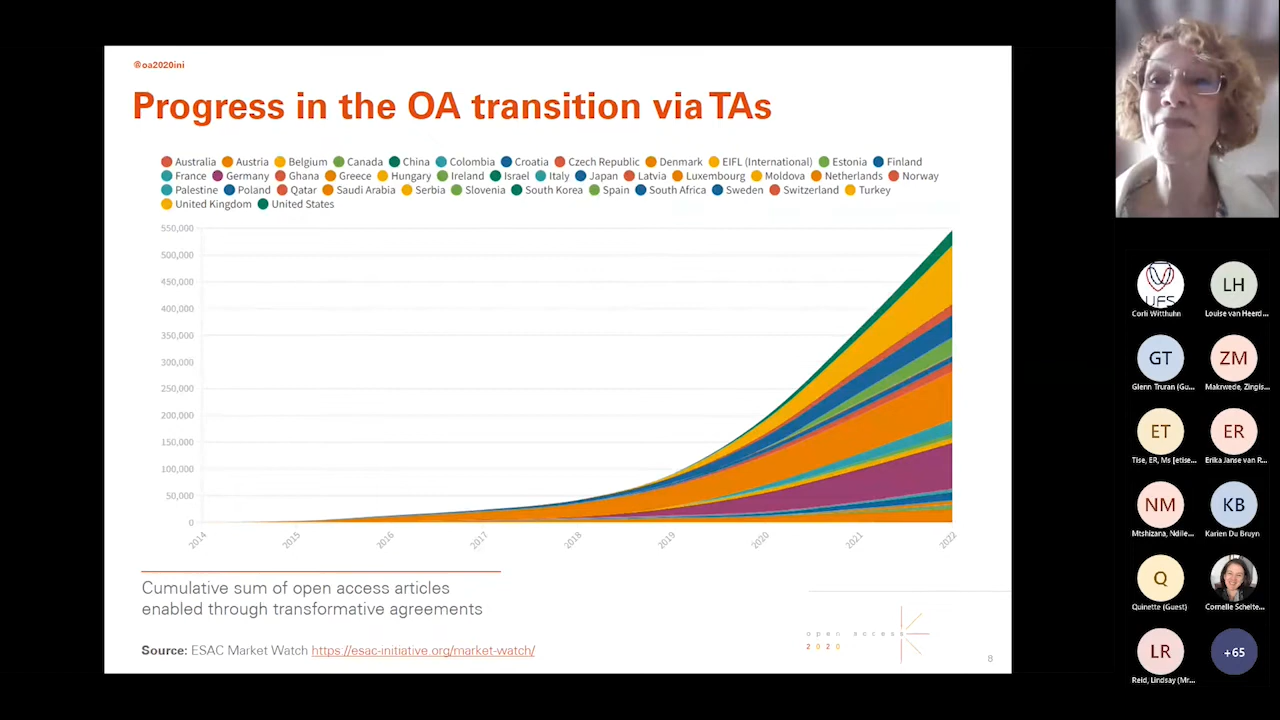 @oa2020ini
Progress in the OA transition via TAs
Australia Austria Belgium Canada China Colombia Croatia Czech Republic Denmark EIFL (International) Estonia Finland
France Germany Ghana Greece Hungary Ireland Israel Italy Japan Latvia Luxembourg Moldova Netherlands Norway
Palestine Poland Qatar Saudi Arabia Serbia Slovenia South Korea Spain South Africa Sweden Switzerland Turkey
United Kingdom United States
550,000
500,000
450,000
400,000
350,000
300,000
250,000
200,000
150,000
100,000
50,000
0
2014 2015 2016 2017 2018 2019 2020 2021 2022
Cumulative sum of open access articles
enabled through transformative agreements
Source: ESAC Market Watch https://esac-initiative.org/market-watch/
open access
2020
8
UFS LH
Corli Witthuhn Louise van Heerd...
GT ZM
Glenn Truran (Gu... Makwede, Zingis...
ET ER
Tise, ER, Ms [etise... Erika Janse van R...
NM KB
Mtshizana, Ndile... Karien Du Bruyn
Q
Quinette (Guest) Cornelle Scholte...
LR +65
Reid, Lindsay (Mr...